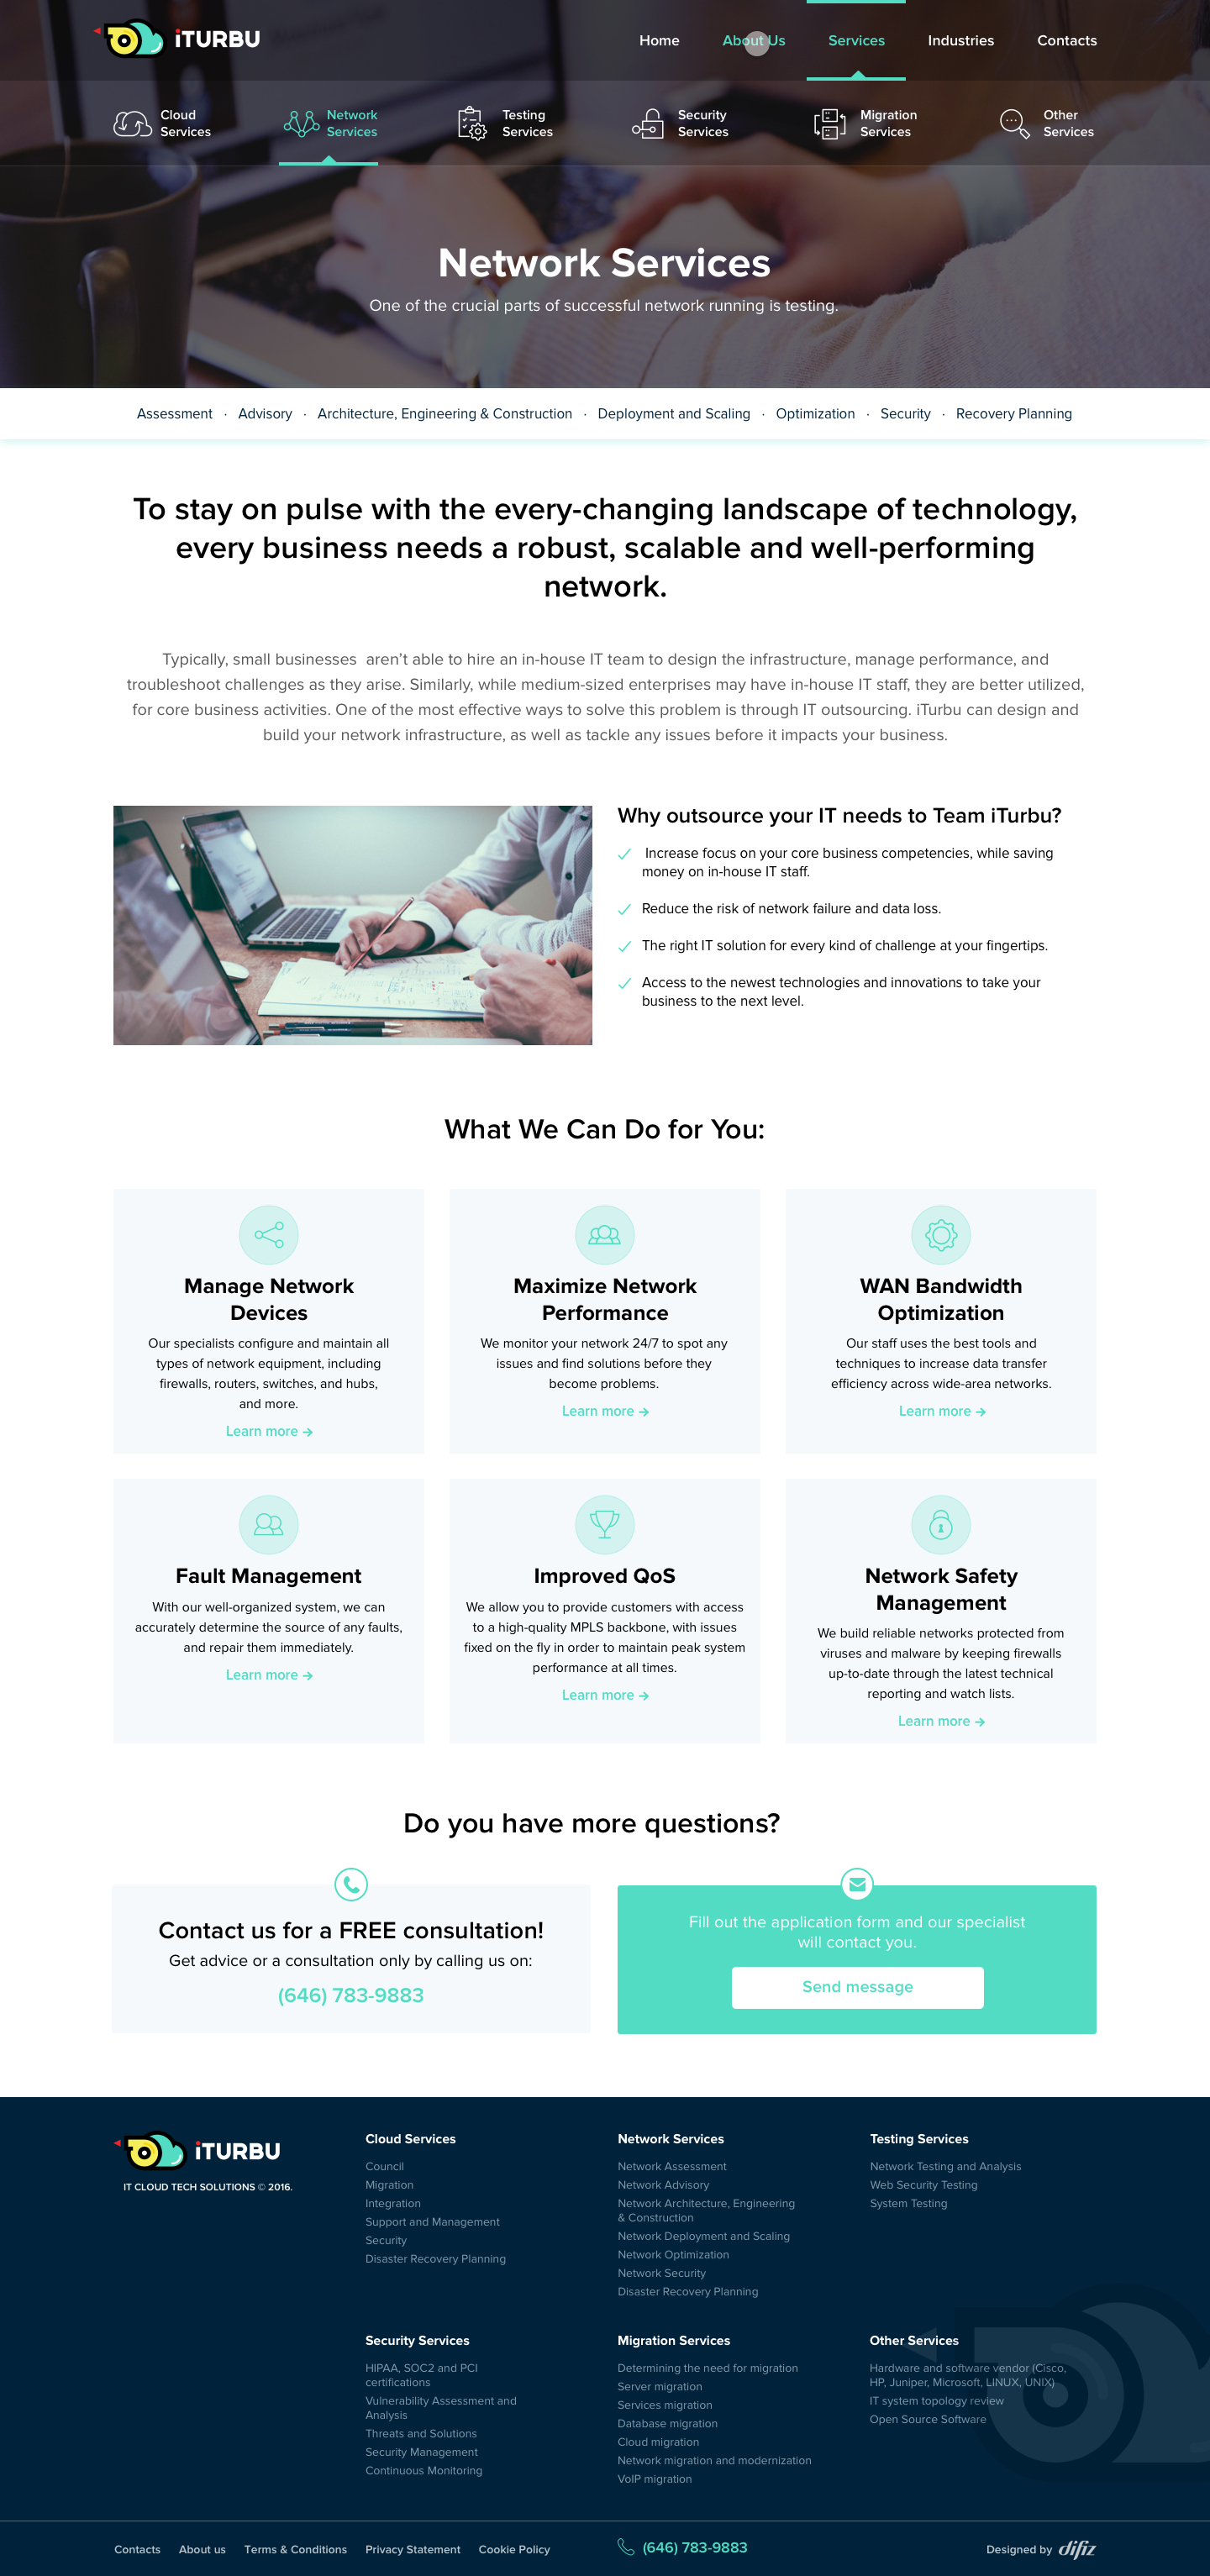 iTURBU
Home
About Us
Services
Industries
Contacts
Cloud
Services
Network
Services
Testing
Services
Security
Services
Migration
Services
Other
Services
Network Services
One of the crucial parts of successful network running is testing.
Assessment · Advisory · Architecture, Engineering & Construction · Deployment and Scaling · Optimization · Security · Recovery Planning
To stay on pulse with the every-changing landscape of technology,
every business needs a robust, scalable and well-performing
network.
Typically, small businesses aren't able to hire an in-house IT team to design the infrastructure, manage performance, and
troubleshoot challenges as they arise. Similarly, while medium-sized enterprises may have in-house IT staff, they are better utilized,
for core business activities. One of the most effective ways to solve this problem is through IT outsourcing. iTurbu can design and
build your network infrastructure, as well as tackle any issues before it impacts your business.
Why outsource your IT needs to Team iTurbu?
Increase focus on your core business competencies, while saving
money on in-house IT staff.
Reduce the risk of network failure and data loss.
The right IT solution for every kind of challenge at your fingertips.
Access to the newest technologies and innovations to take your
business to the next level.
What We Can Do for You:
Manage Network
Devices
Our specialists configure and maintain all
types of network equipment, including
firewalls, routers, switches, and hubs,
and more.
Learn more →
Maximize Network
Performance
We monitor your network 24/7 to spot any
issues and find solutions before they
become problems.
Learn more →
WAN Bandwidth
Optimization
Our staff uses the best tools and
techniques to increase data transfer
efficiency across wide-area networks.
Learn more →
Fault Management
With our well-organized system, we can
accurately determine the source of any faults,
and repair them immediately.
Learn more →
Improved QoS
We allow you to provide customers with access
to a high-quality MPLS backbone, with issues
fixed on the fly in order to maintain peak system
performance at all times.
Learn more →
Network Safety
Management
We build reliable networks protected from
viruses and malware by keeping firewalls
up-to-date through the latest technical
reporting and watch lists.
Learn more →
Do you have more questions?
Contact us for a FREE consultation!
Get advice or a consultation only by calling us on:
(646) 783-9883
Fill out the application form and our specialist
will contact you.
Send message
iTURBU
IT CLOUD TECH SOLUTIONS © 2016.
Cloud Services
Council
Migration
Integration
Support and Management
Security
Disaster Recovery Planning
Network Services
Network Assessment
Network Advisory
Network Architecture, Engineering
& Construction
Network Deployment and Scaling
Network Optimization
Network Security
Disaster Recovery Planning
Testing Services
Network Testing and Analysis
Web Security Testing
System Testing
Security Services
HIPAA, SOC2 and PCI
certifications
Vulnerability Assessment and
Analysis
Threats and Solutions
Security Management
Continuous Monitoring
Migration Services
Determining the need for migration
Server migration
Services migration
Database migration
Cloud migration
Network migration and modernization
VoIP migration
Other Services
Hardware and software vendor (Cisco,
HP, Juniper, Microsoft, LINUX, UNIX)
IT system topology review
Open Source Software
Contacts
About us
Terms & Conditions
Privacy Statement
Cookie Policy
(646) 783-9883
Designed by difiz